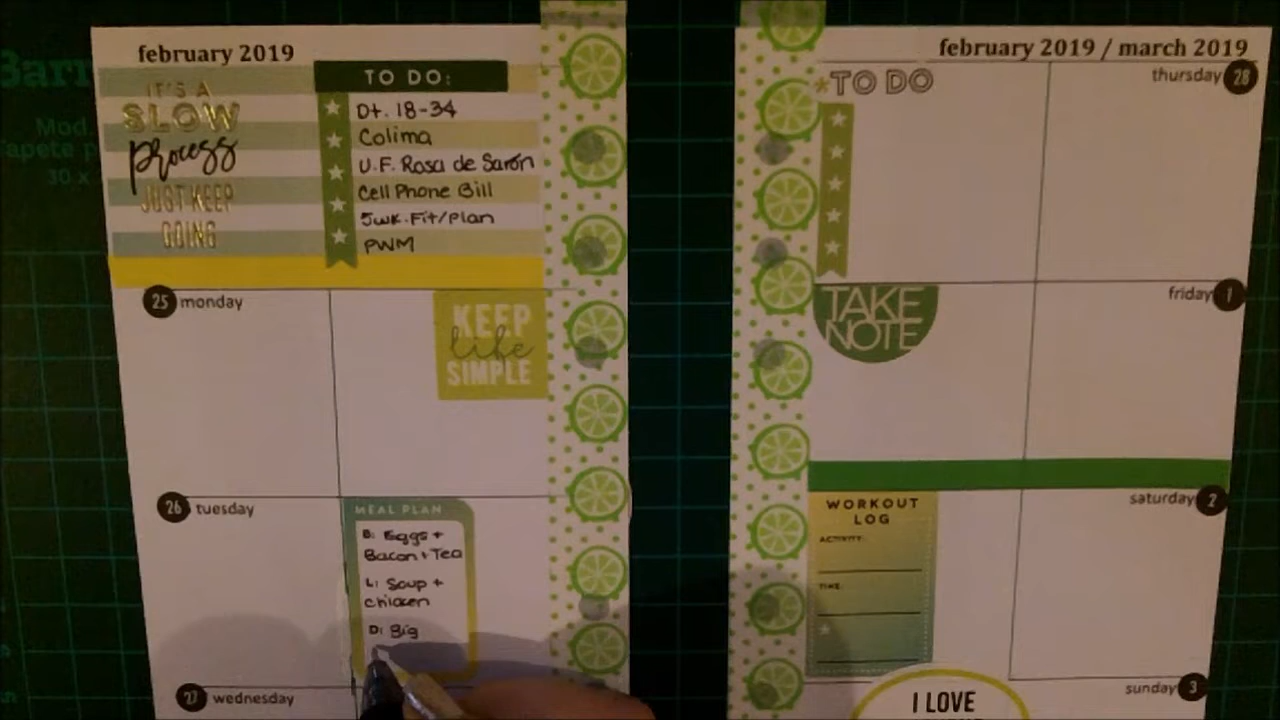 february 2019
IT'S A
SLOW
process
JUST KEEP
GOING
TO DO:
Dt. 18-34
Colima
U.F. Rosa de Sarón
Cell Phone Bill
5wk. Fit/Plan
PWM
25 monday
KEEP
life
SIMPLE
26 tuesday
MEAL PLAN
B: Eggs +
Bacon + Tea
L: Soup +
chicken
D: Big
27 wednesday
february 2019 / march 2019
*TO DO
thursday 28
TAKE
NOTE
friday 1
WORKOUT
LOG
ACTIVITY:
TIME:
saturday 2
sunday 3
I LOVE